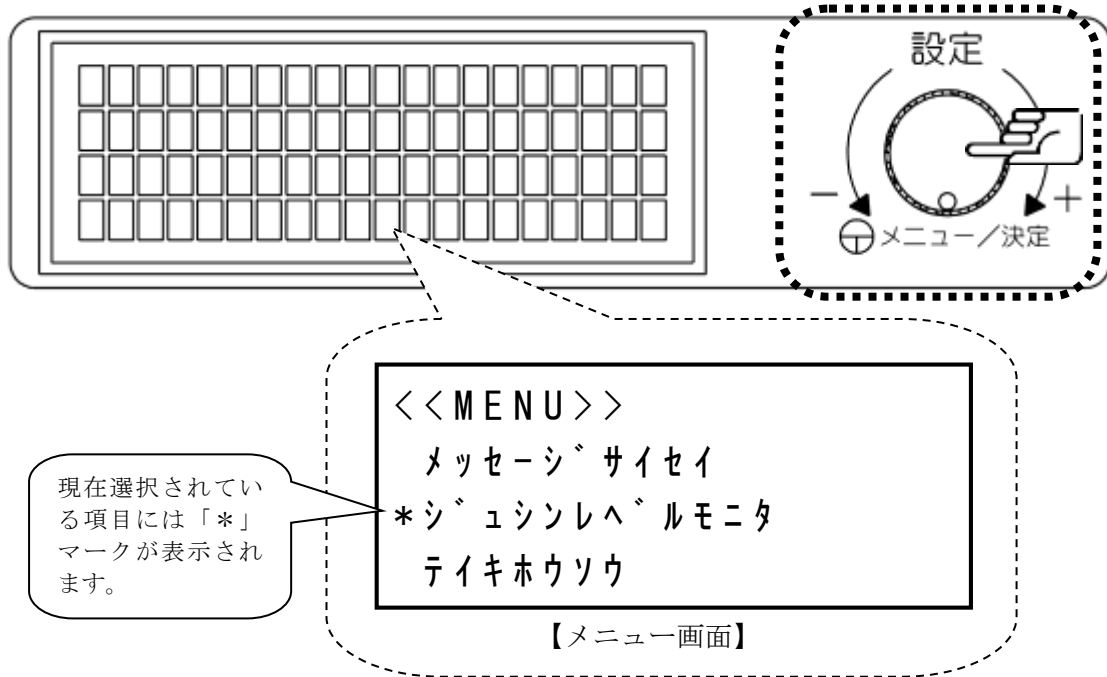 設定
− +
メニュー／決定
<<MENU>>
メッセーシ゛サイセイ
*シ゛ュシンレヘ゛ルモニタ
テイキホウソウ
【メニュー画面】
現在選択されてい
る項目には「*」
マークが表示され
ます。